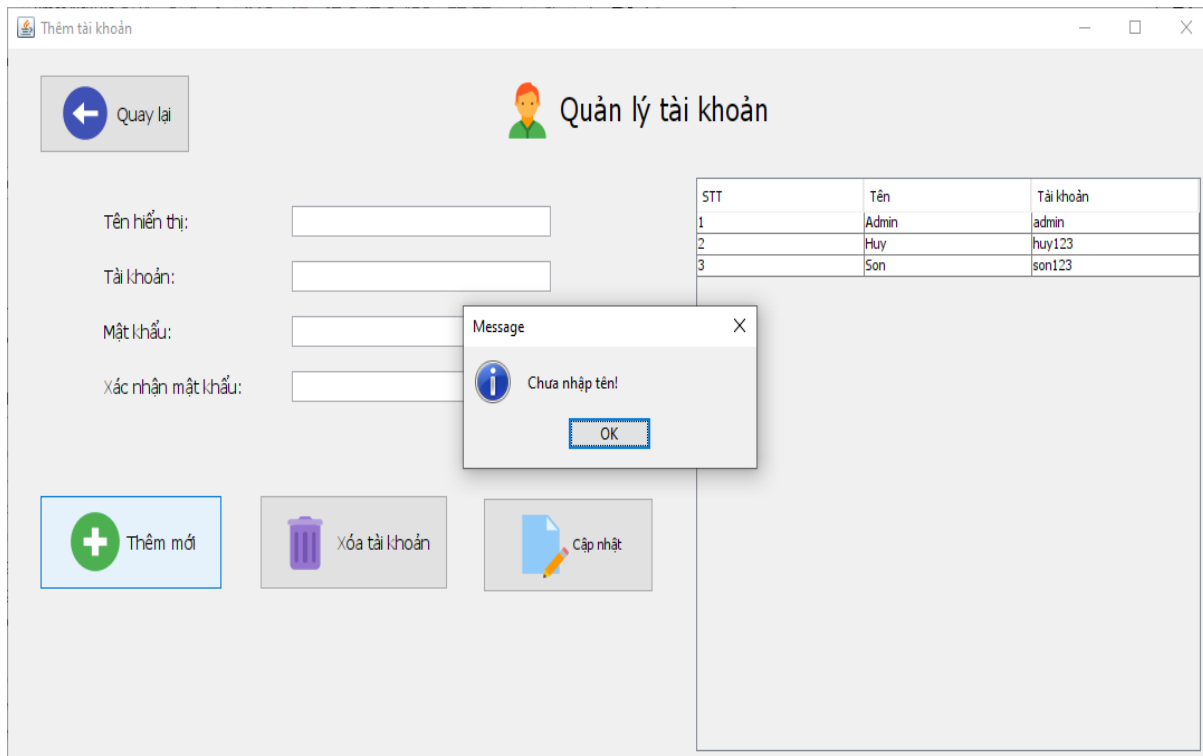 Thêm tài khoản
Quay lại
Quản lý tài khoản
Tên hiển thị:
Tài khoản:
Mật khẩu:
Xác nhận mật khẩu:
STT Tên Tài khoản
1 Admin admin
2 Huy huy123
3 Son son123
Message
Chưa nhập tên!
OK
Thêm mới
Xóa tài khoản
Cập nhật